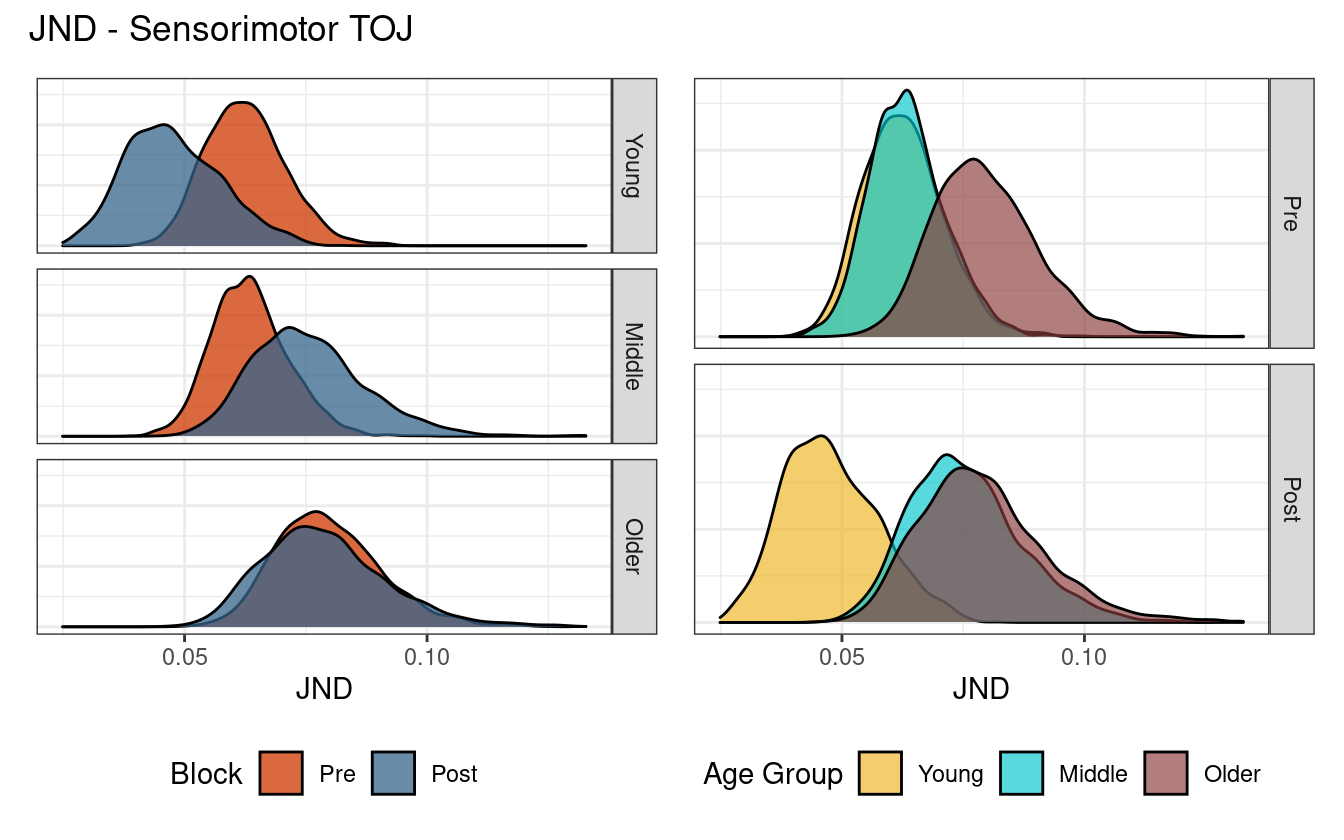 JND - Sensorimotor TOJ
Young
Middle
Older
0.05 0.10
JND
Block Pre Post
Pre
Post
0.05 0.10
JND
Age Group Young Middle Older